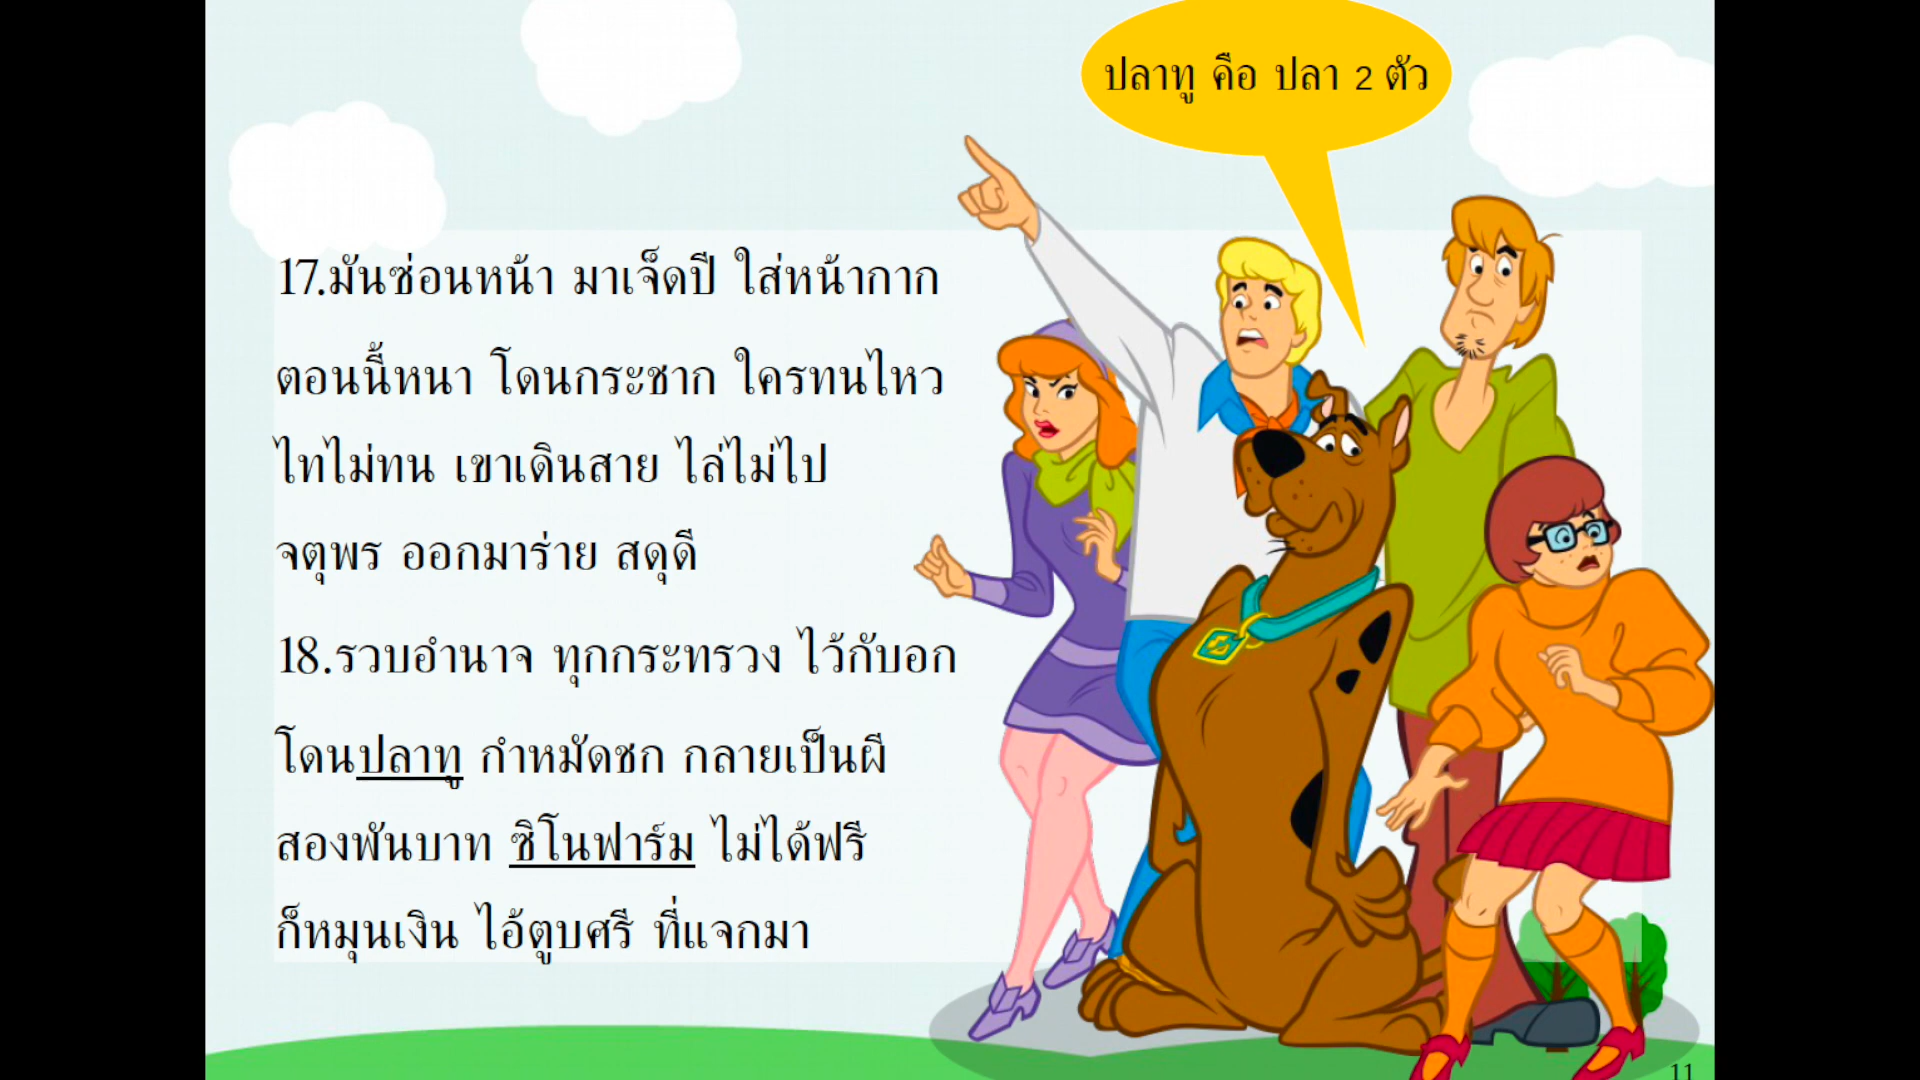 ปลาทู คือ ปลา 2 ตัว
17.มันซ่อนหน้า มาเจ็ดปี ใส่หน้ากาก
ตอนนี้หนา โดนกระชาก ใครทนไหว
ไทไม่ทน เขาเดินสาย ไล่ไม่ไป
จตุพร ออกมาร่าย สดุดี
18.รวบอำนาจ ทุกกระทรวง ไว้กับอก
โดนปลาทู กำหมัดชก กลายเป็นผี
สองพันบาท ซิโนฟาร์ม ไม่ได้ฟรี
ก็หมุนเงิน ไอ้ตูบศรี ที่แจกมา
11